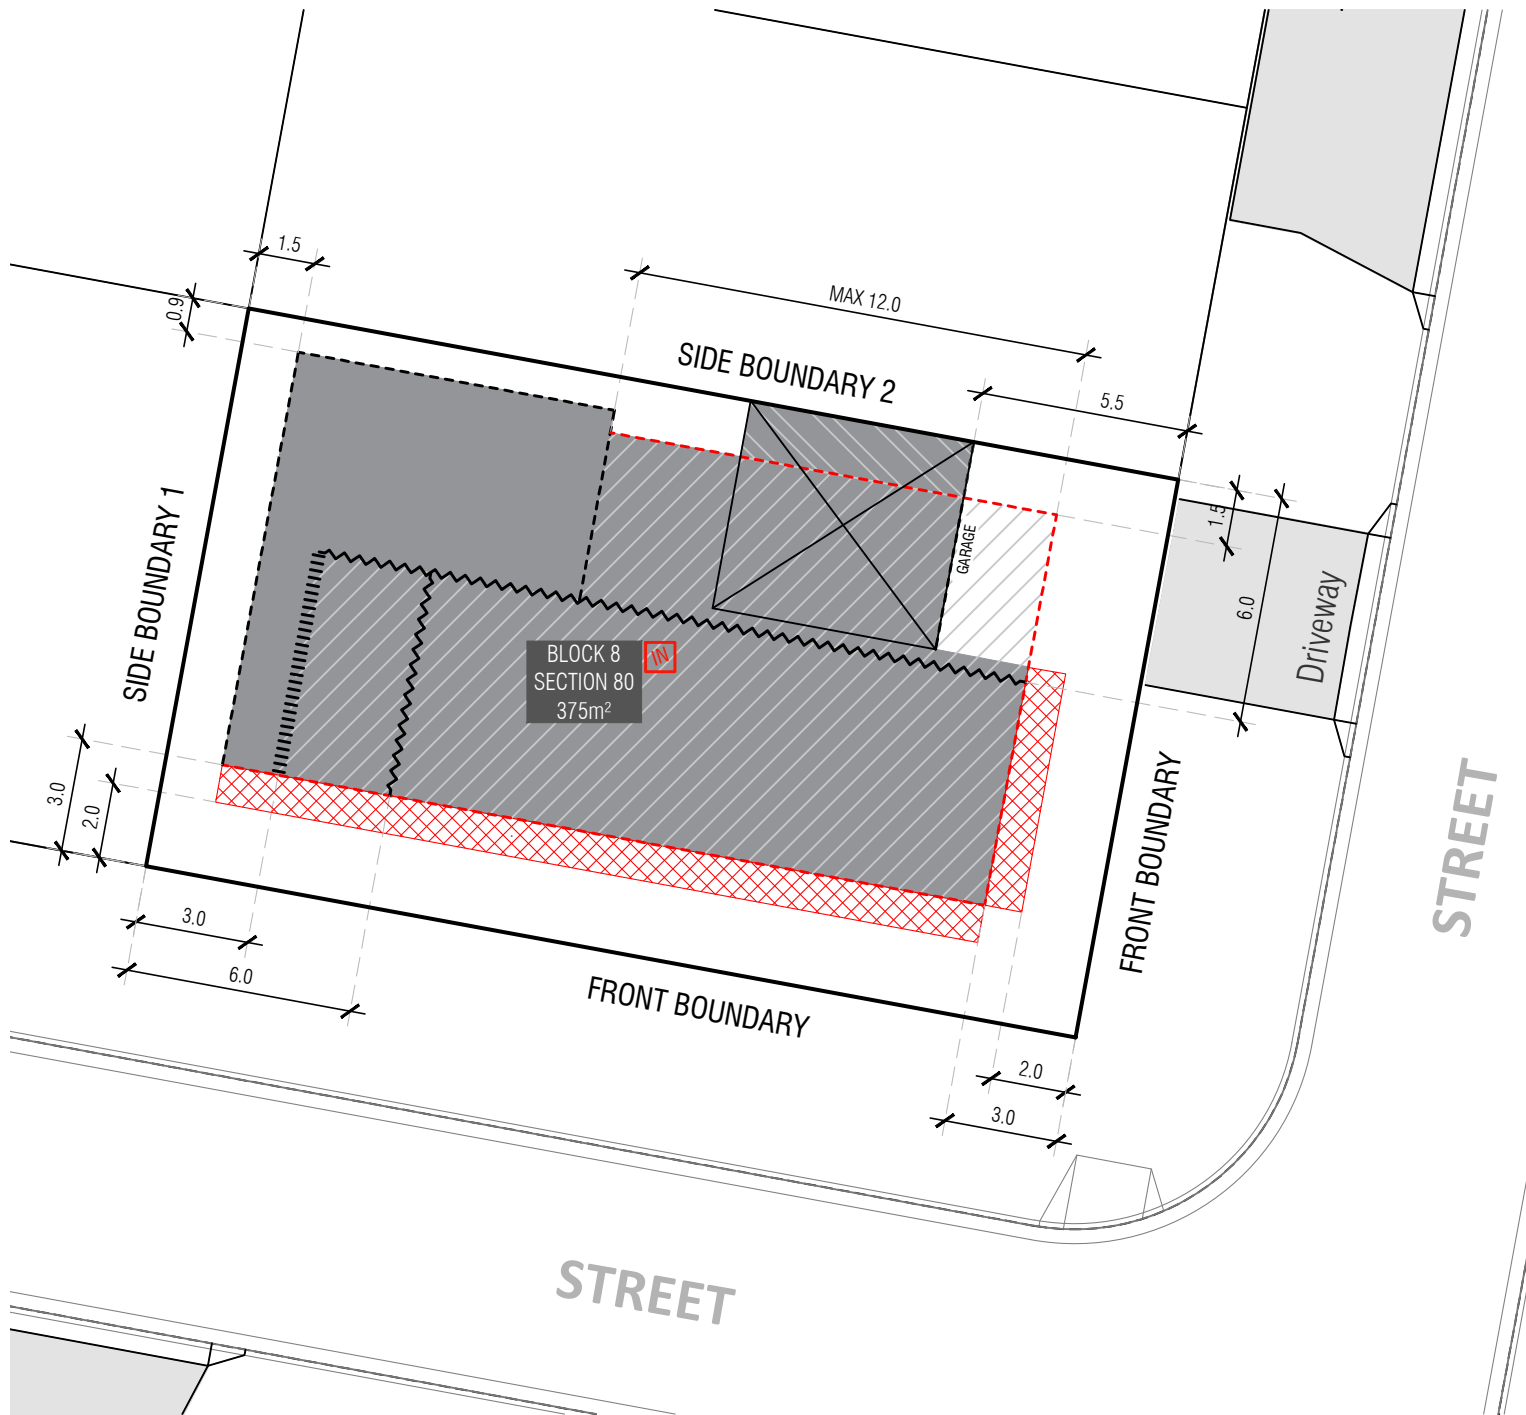 1.5
0.9
MAX 12.0
SIDE BOUNDARY 2
5.5
1.5
6.0
GARAGE
Driveway
SIDE BOUNDARY 1
BLOCK 8
SECTION 80
375m²
IN
3.0
2.0
3.0
6.0
FRONT BOUNDARY
FRONT BOUNDARY
STREET
2.0
3.0
STREET